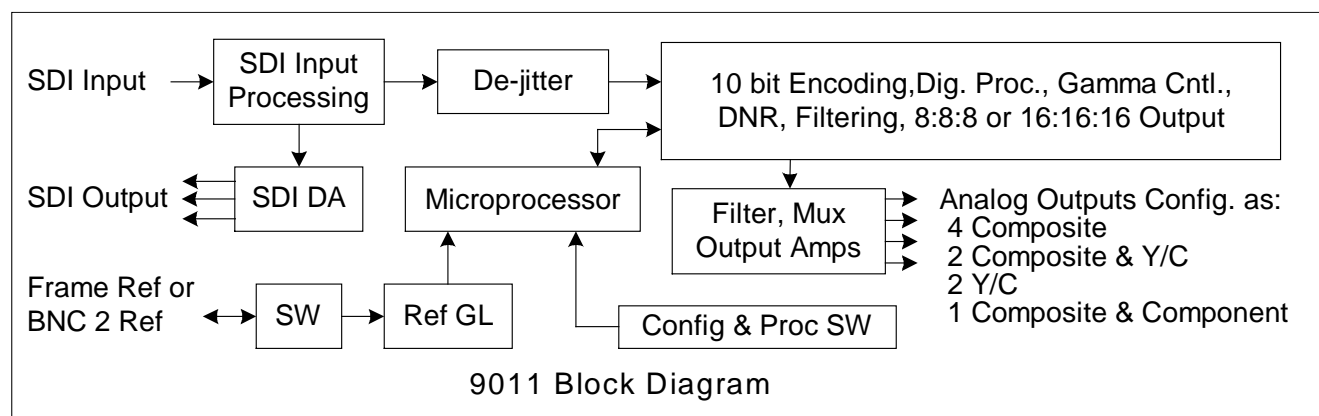 SDI Input
SDI Input
Processing
De-jitter
10 bit Encoding,Dig. Proc., Gamma Cntl.,
DNR, Filtering, 8:8:8 or 16:16:16 Output
SDI Output
SDI DA
Microprocessor
Filter, Mux
Output Amps
Analog Outputs Config. as:
4 Composite
2 Composite & Y/C
2 Y/C
1 Composite & Component
Frame Ref or
BNC 2 Ref
SW
Ref GL
Config & Proc SW
9011 Block Diagram